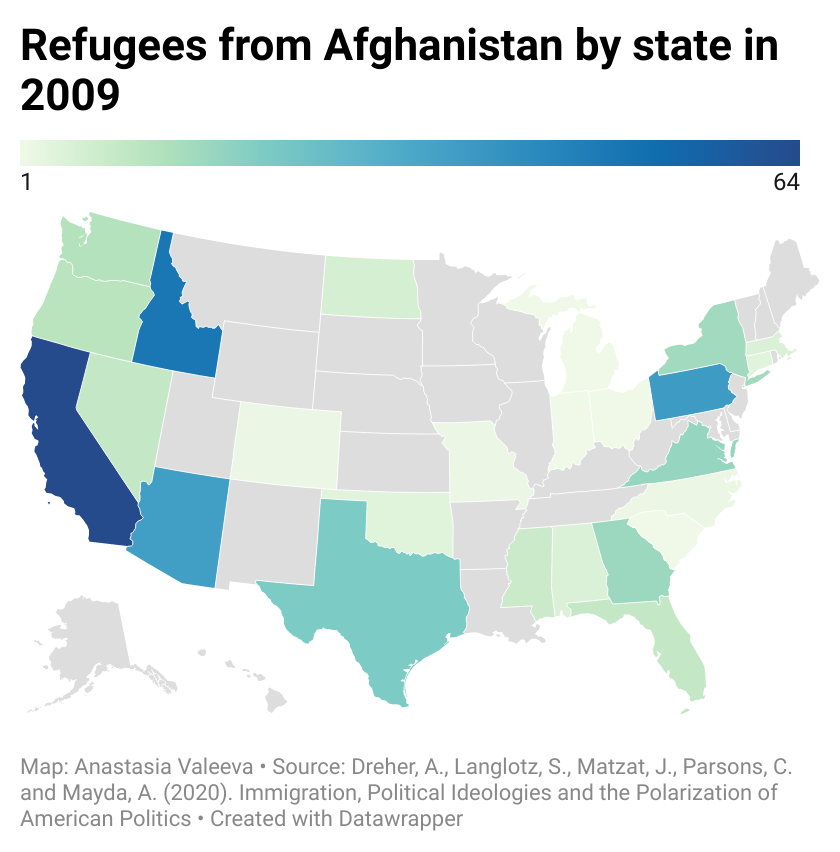 Refugees from Afghanistan by state in
2009
1
64
Map: Anastasia Valeeva • Source: Dreher, A., Langlotz, S., Matzat, J., Parsons, C.
and Mayda, A. (2020). Immigration, Political Ideologies and the Polarization of
American Politics • Created with Datawrapper